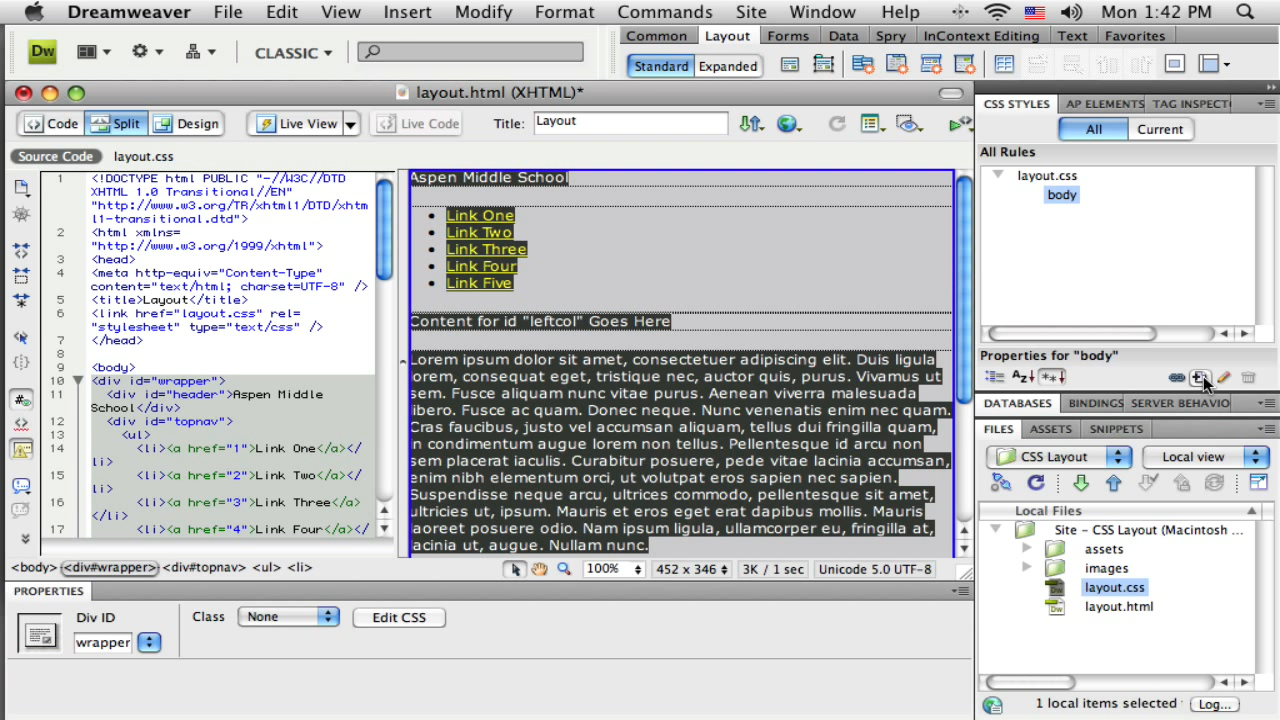 Dreamweaver File Edit View Insert Modify Format Commands Site Window Help Mon 1:42 PM
Dw CLASSIC
Common Layout Forms Data Spry InContext Editing Text Favorites
Standard Expanded
layout.html (XHTML)*
Code Split Design Live View Live Code Title: Layout
Source Code layout.css
1 <!DOCTYPE html PUBLIC "-//W3C//DTD
XHTML 1.0 Transitional//EN"
"http://www.w3.org/TR/xhtml1/DTD/xhtm
l1-transitional.dtd">
2 <html xmlns=
"http://www.w3.org/1999/xhtml">
3 <head>
4 <meta http-equiv="Content-Type"
content="text/html; charset=UTF-8" />
5 <title>Layout</title>
6 <link href="layout.css" rel=
"stylesheet" type="text/css" />
7 </head>
8
9 <body>
10 <div id="wrapper">
11 <div id="header">Aspen Middle
School</div>
12 <div id="topnav">
13 <ul>
14 <li><a href="1">Link One</a></
li>
15 <li><a href="2">Link Two</a></
li>
16 <li><a href="3">Link Three</a>
</li>
17 <li><a href="4">Link Four</a></
Aspen Middle School
• Link One
• Link Two
• Link Three
• Link Four
• Link Five
Content for id "leftcol" Goes Here
Lorem ipsum dolor sit amet, consectetuer adipiscing elit. Duis ligula
lorem, consequat eget, tristique nec, auctor quis, purus. Vivamus ut
sem. Fusce aliquam nunc vitae purus. Aenean viverra malesuada
libero. Fusce ac quam. Donec neque. Nunc venenatis enim nec quam.
Cras faucibus, justo vel accumsan aliquam, tellus dui fringilla quam,
in condimentum augue lorem non tellus. Pellentesque id arcu non
sem placerat iaculis. Curabitur posuere, pede vitae lacinia accumsan,
enim nibh elementum orci, ut volutpat eros sapien nec sapien.
Suspendisse neque arcu, ultrices commodo, pellentesque sit amet,
ultricies ut, ipsum. Mauris et eros eget erat dapibus mollis. Mauris
laoreet posuere odio. Nam ipsum ligula, ullamcorper eu, fringilla at,
lacinia ut, augue. Nullam nunc.
<body> <div#wrapper> <div#topnav> <ul> <li> 100% 452 x 346 3K / 1 sec Unicode 5.0 UTF-8
PROPERTIES
Div ID Class None Edit CSS
wrapper
CSS STYLES AP ELEMENTS TAG INSPECT
All Current
All Rules
layout.css
body
Properties for "body"
Az **
DATABASES BINDINGS SERVER BEHAVIO
FILES ASSETS SNIPPETS
CSS Layout Local view
Local Files
Site - CSS Layout (Macintosh ...
assets
images
layout.css
layout.html
1 local items selected Log...